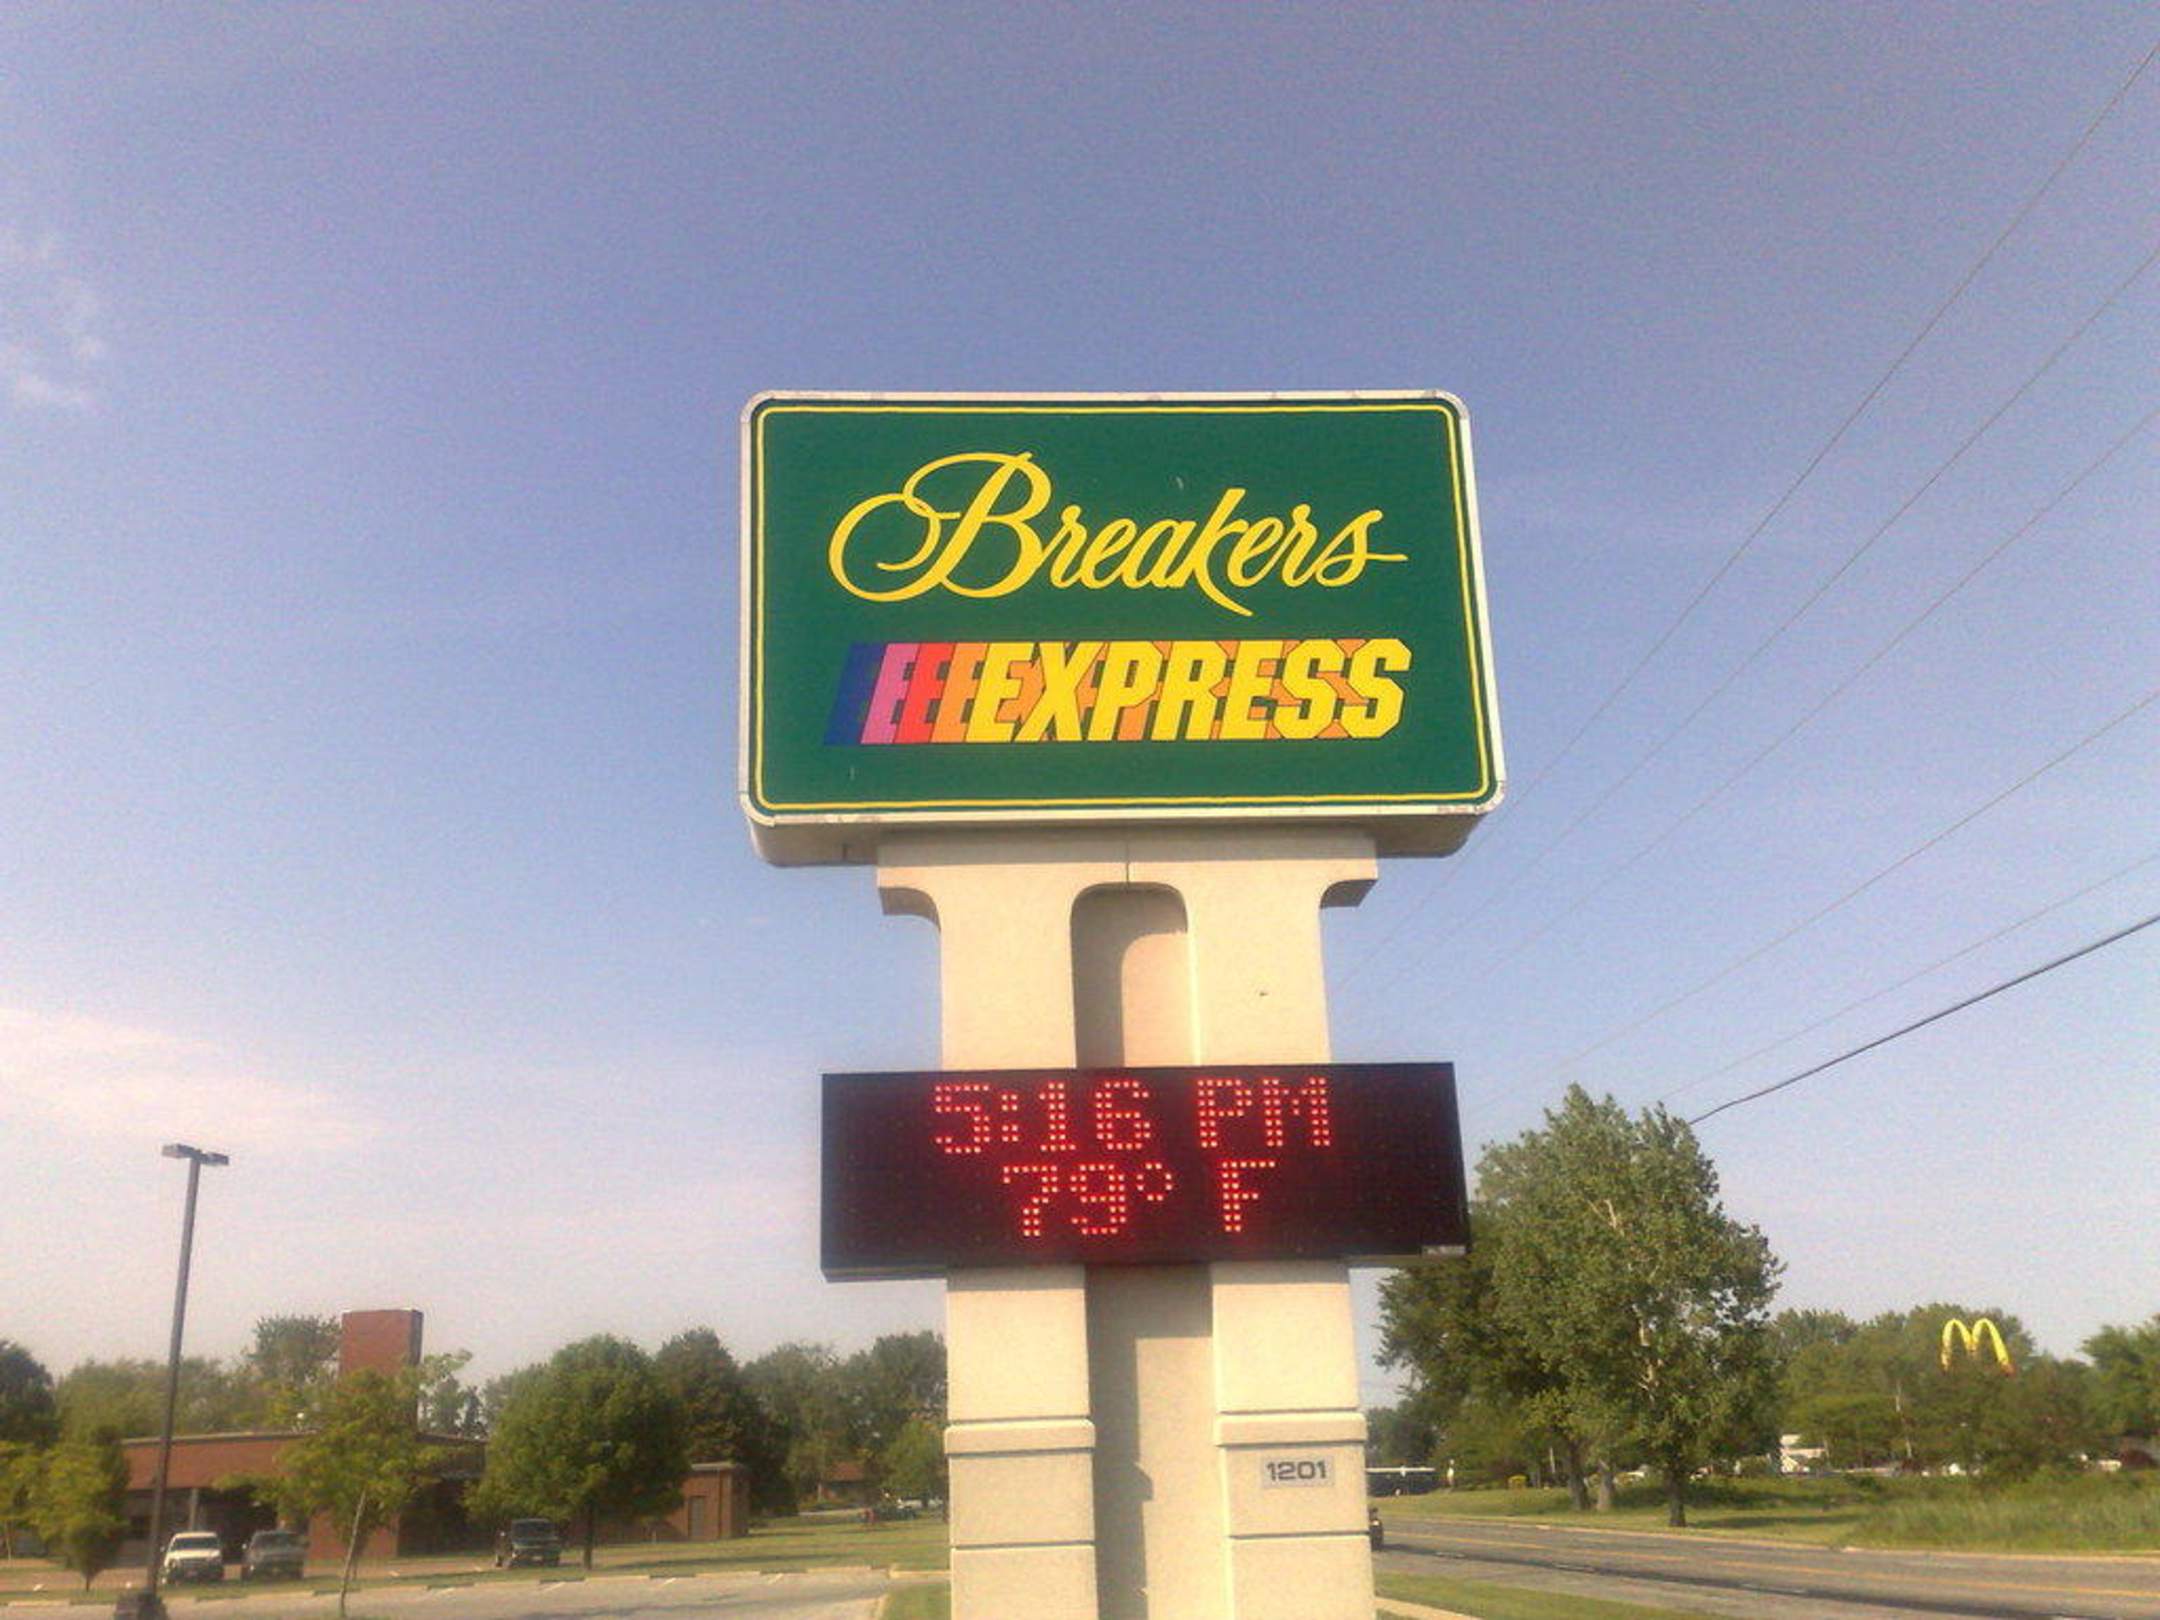 Breakers
EXPRESS
5:16 PM
79° F
1201
M